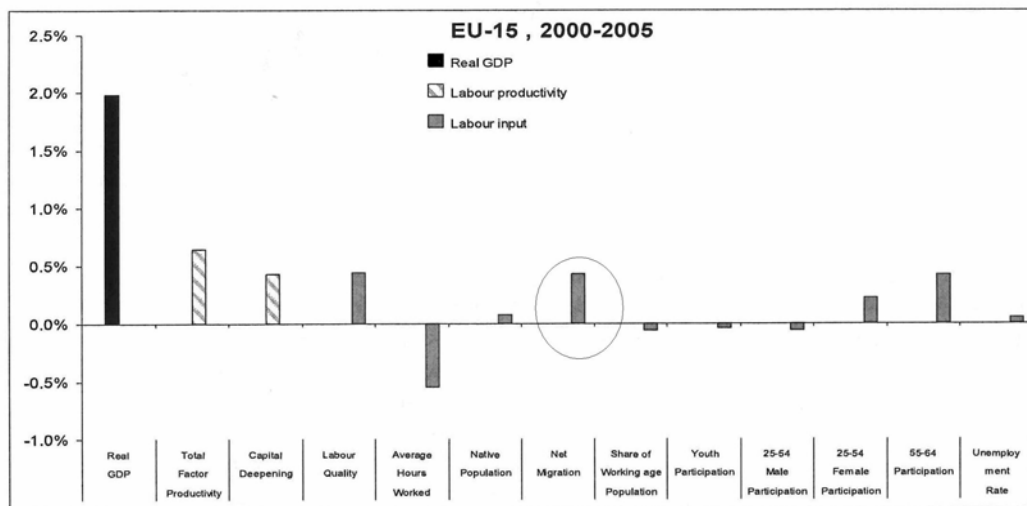 EU-15 , 2000-2005
Real GDP
Labour productivity
Labour input
2.5%
2.0%
1.5%
1.0%
0.5%
0.0%
-0.5%
-1.0%
Real
GDP
Total
Factor
Productivity
Capital
Deepening
Labour
Quality
Average
Hours
Worked
Native
Population
Net
Migration
Share of
Working age
Population
Youth
Participation
25-54
Male
Participation
25-54
Female
Participation
55-64
Participation
Unemploy
ment
Rate